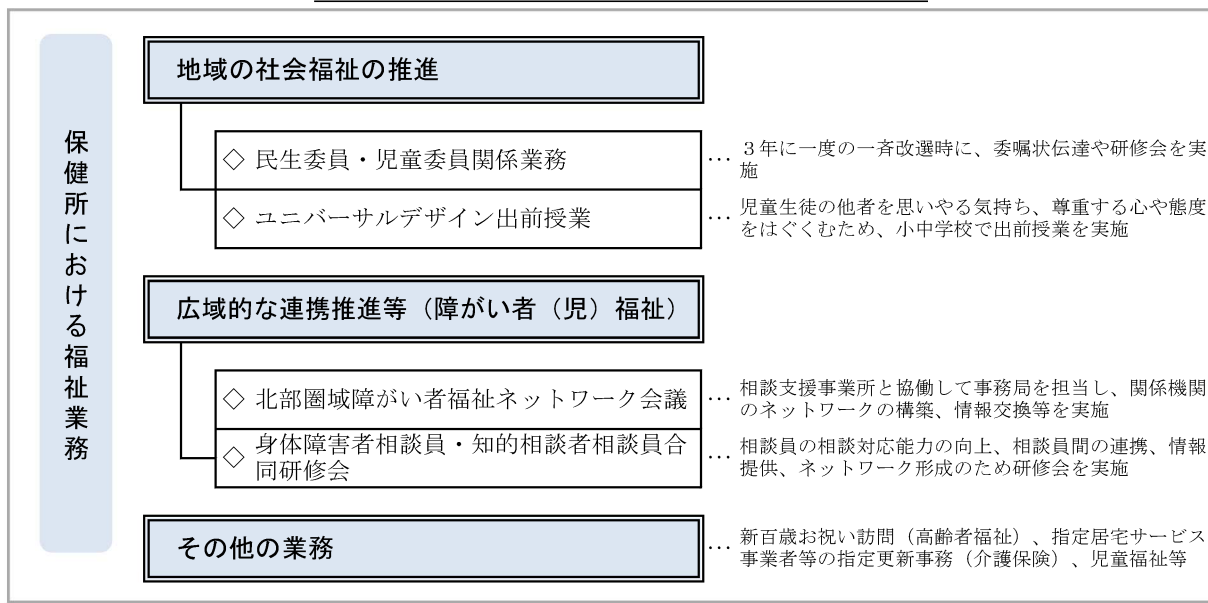 保健所における福祉業務
地域の社会福祉の推進
◇ 民生委員・児童委員関係業務
… 3年に一度の一斉改選時に、委嘱状伝達や研修会を実
施
◇ ユニバーサルデザイン出前授業
… 児童生徒の他者を思いやる気持ち、尊重する心や態度
をはぐくむため、小中学校で出前授業を実施
広域的な連携推進等（障がい者（児）福祉）
◇ 北部圏域障がい者福祉ネットワーク会議
… 相談支援事業所と協働して事務局を担当し、関係機関
のネットワークの構築、情報交換等を実施
◇ 身体障害者相談員・知的相談者相談員合
同研修会
… 相談員の相談対応能力の向上、相談員間の連携、情報
提供、ネットワーク形成のため研修会を実施
その他の業務
… 新百歳お祝い訪問（高齢者福祉）、指定居宅サービス
事業者等の指定更新事務（介護保険）、児童福祉等